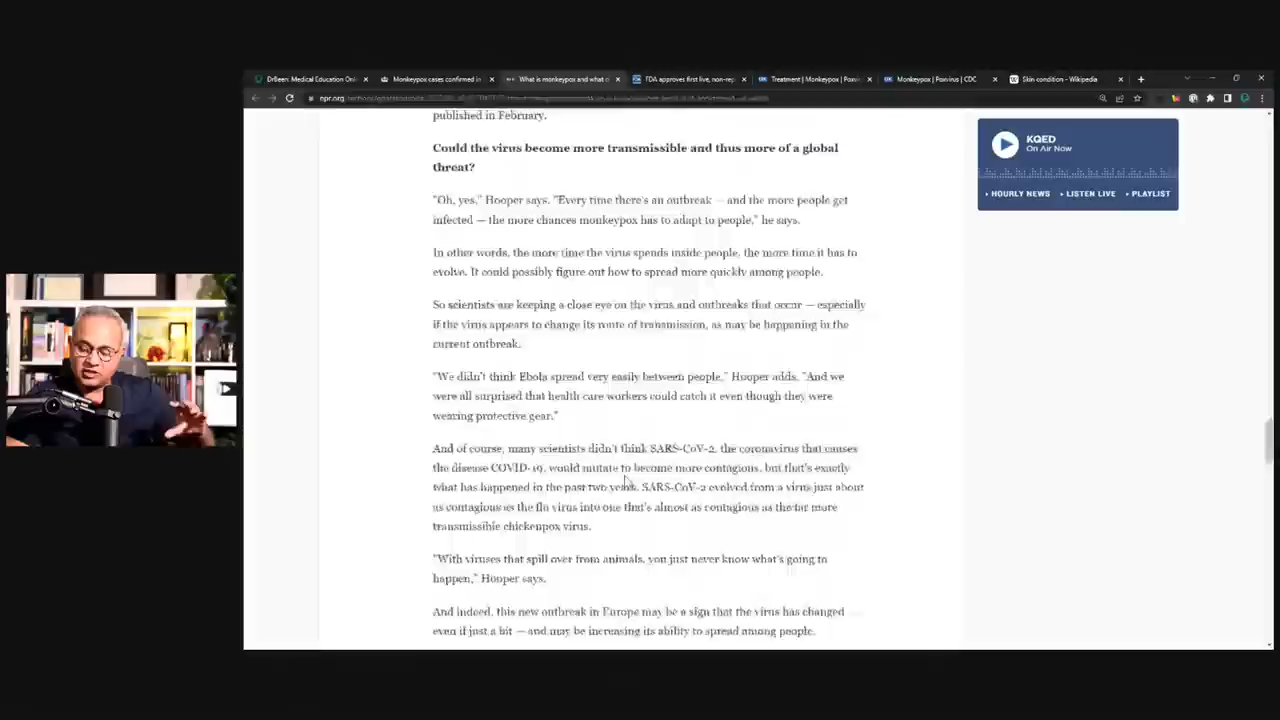 DrBeen: Medical Education Onl
Monkeypox cases confirmed in
What is monkeypox and what c
FDA approves first live, non-rep
Treatment | Monkeypox | Poxvi
Monkeypox | Poxvirus | CDC
Skin condition - Wikipedia
published in February.
Could the virus become more transmissible and thus more of a global
threat?
"Oh, yes," Hooper says. "Every time there's an outbreak — and the more people get
infected — the more chances monkeypox has to adapt to people," he says.
In other words, the more time the virus spends inside people, the more time it has to
evolve. It could possibly figure out how to spread more quickly among people.
So scientists are keeping a close eye on the virus and outbreaks that occur — especially
if the virus appears to change its route of transmission, as may be happening in the
current outbreak.
"We didn't think Ebola spread very easily between people," Hooper adds. "And we
were all surprised that health care workers could catch it even though they were
wearing protective gear."
And of course, many scientists didn't think SARS-CoV-2, the coronavirus that causes
the disease COVID-19, would mutate to become more contagious, but that's exactly
what has happened in the past two years. SARS-CoV-2 evolved from a virus just about
as contagious as the flu virus into one that's almost as contagious as the far more
transmissible chickenpox virus.
"With viruses that spill over from animals, you just never know what's going to
happen," Hooper says.
And indeed, this new outbreak in Europe may be a sign that the virus has changed
even if just a bit — and may be increasing its ability to spread among people.
KQED
On Air Now
HOURLY NEWS
LISTEN LIVE
PLAYLIST